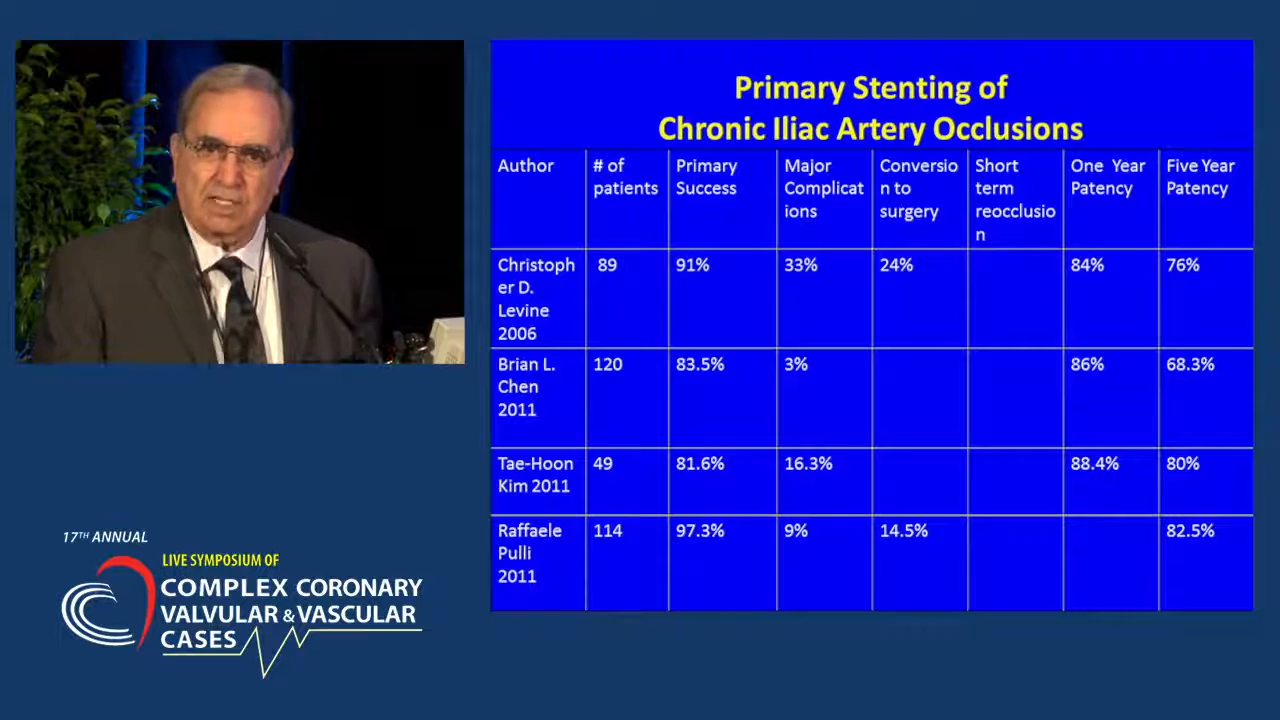 Primary Stenting of
Chronic Iliac Artery Occlusions
Author
# of
patients
Primary
Success
Major
Complicat
ions
Conversio
n to
surgery
Short
term
reocclusio
n
One Year
Patency
Five Year
Patency
Christoph
er D.
Levine
2006
89
91%
33%
24%
84%
76%
Brian L.
Chen
2011
120
83.5%
3%
86%
68.3%
Tae-Hoon
Kim 2011
49
81.6%
16.3%
88.4%
80%
Raffaele
Pulli
2011
114
97.3%
9%
14.5%
82.5%
17TH ANNUAL
LIVE SYMPOSIUM OF
COMPLEX CORONARY
VALVULAR & VASCULAR
CASES